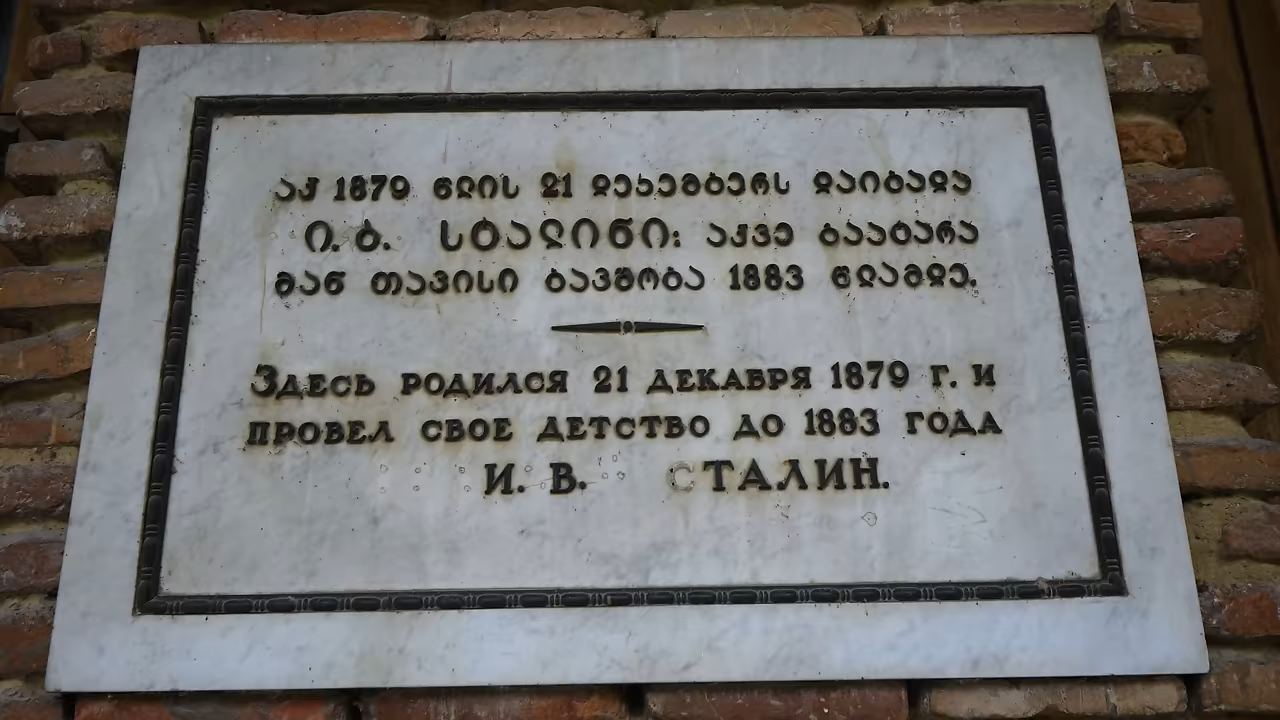 აქ 1879 წლის 21 დეკემბერს დაიბადა
ი. ბ. სტალინი: აქვე გაატარა
მან თავისი ბავშობა 1883 წლამდე.
Здесь родился 21 декабря 1879 г. и
провел свое детство до 1883 года
И. В. Сталин.